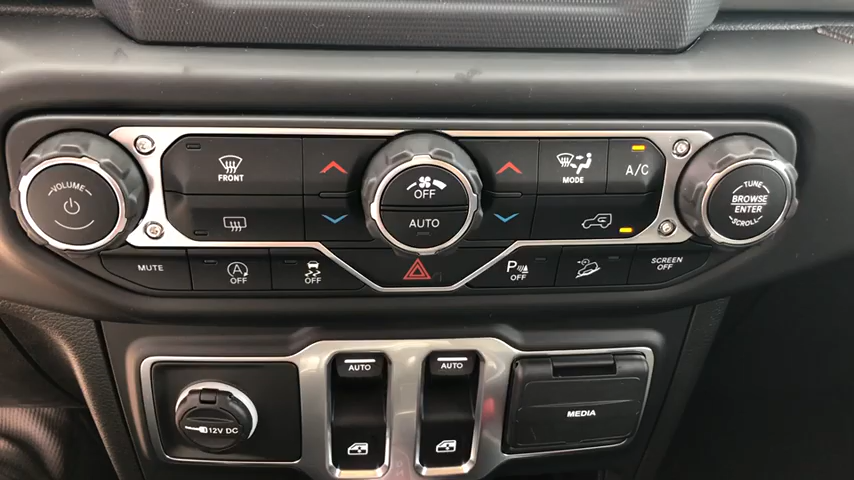 VOLUME
FRONT
OFF
AUTO
MODE
A/C
TUNE
BROWSE
ENTER
SCROLL
MUTE
A
OFF
OFF
P
OFF
SCREEN
OFF
12V DC
AUTO
AUTO
MEDIA